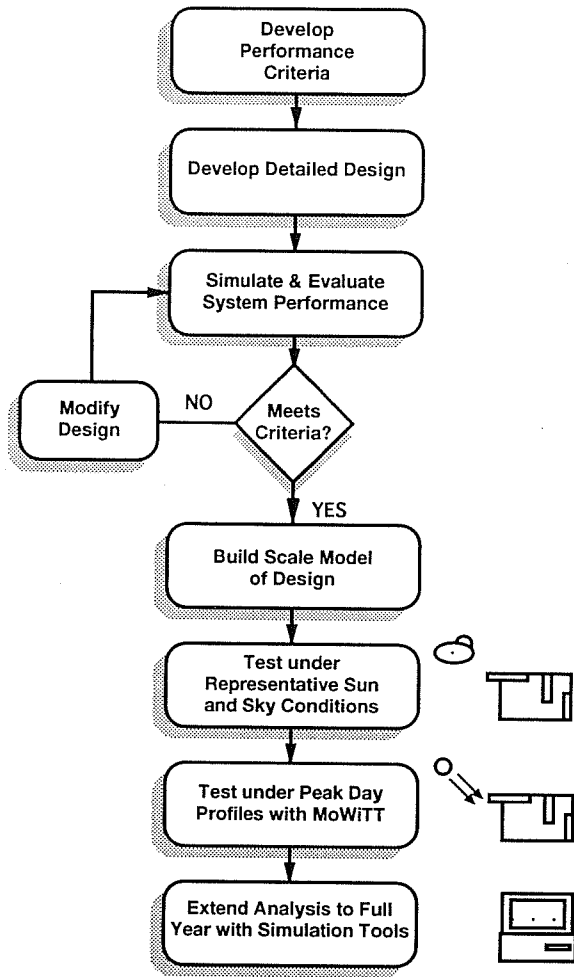 Develop
Performance
Criteria
Develop Detailed Design
Simulate & Evaluate
System Performance
Modify
Design
NO
Meets
Criteria?
YES
Build Scale Model
of Design
Test under
Representative Sun
and Sky Conditions
Test under Peak Day
Profiles with MoWiTT
Extend Analysis to Full
Year with Simulation Tools